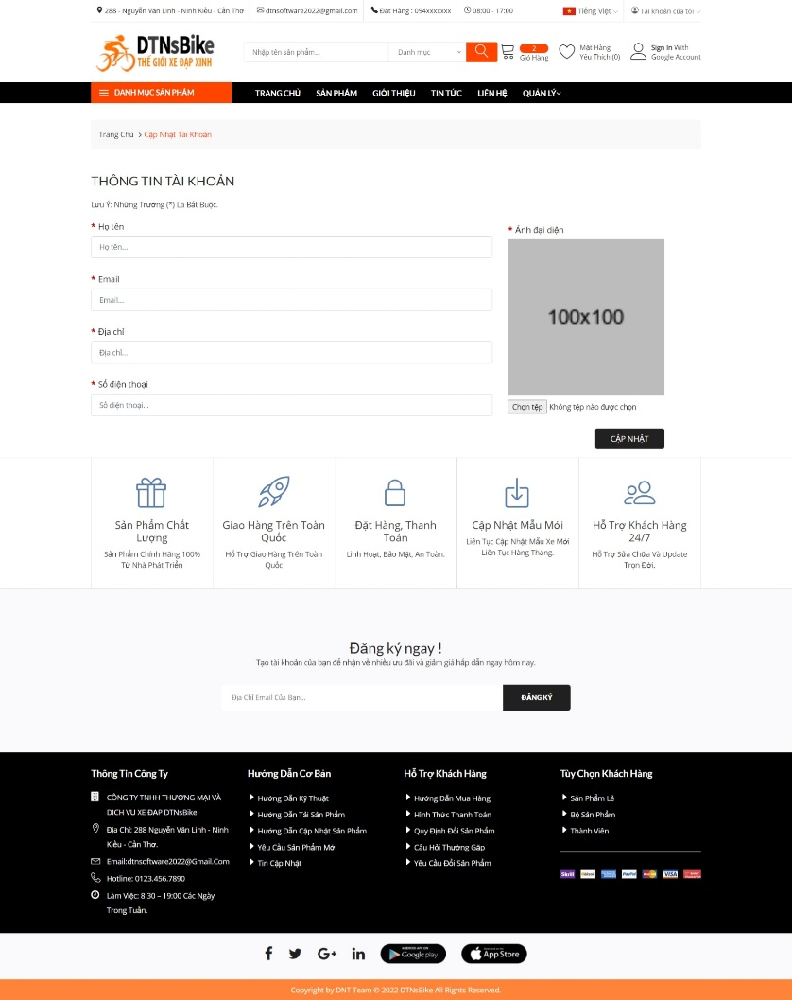 288 - Nguyễn Văn Linh - Ninh Kiều - Cần Thơ
dtnsoftware2022@gmail.com
Đặt Hàng : 094xxxxxxx
08:00 - 17:00
Tiếng Việt
Tài khoản của tôi
DTNsBike
THẾ GIỚI XE ĐẠP XINH
Nhập tên sản phẩm...
Danh mục
2
Giỏ Hàng
Mặt Hàng
Yêu Thích (0)
Sign In With
Google Account
DANH MỤC SẢN PHẨM
TRANG CHỦ
SẢN PHẨM
GIỚI THIỆU
TIN TỨC
LIÊN HỆ
QUẢN LÝ
Trang Chủ > Cập Nhật Tài Khoản
THÔNG TIN TÀI KHOẢN
Lưu Ý: Những Trường (*) Là Bắt Buộc.
* Họ tên
Họ tên...
* Email
Email...
* Địa chỉ
Địa chỉ...
* Số điện thoại
Số điện thoại...
* Ảnh đại diện
100x100
Chọn tệp Không tệp nào được chọn
CẬP NHẬT
Sản Phẩm Chất
Lượng
Sản Phẩm Chính Hãng 100%
Từ Nhà Phát Triển
Giao Hàng Trên Toàn
Quốc
Hỗ Trợ Giao Hàng Trên Toàn
Quốc
Đặt Hàng, Thanh
Toán
Linh Hoạt, Bảo Mật, An Toàn.
Cập Nhật Mẫu Mới
Liên Tục Cập Nhật Mẫu Xe Mới
Liên Tục Hàng Tháng.
Hỗ Trợ Khách Hàng
24/7
Hỗ Trợ Sửa Chữa Và Update
Trọn Đời.
Đăng ký ngay !
Tạo tài khoản của bạn để nhận về nhiều ưu đãi và giảm giá hấp dẫn ngay hôm nay.
Địa Chỉ Email Của Bạn...
ĐĂNG KÝ
Thông Tin Công Ty
CÔNG TY TNHH THƯƠNG MẠI VÀ
DỊCH VỤ XE ĐẠP DTNsBike
Địa Chỉ: 288 Nguyễn Văn Linh - Ninh
Kiều - Cần Thơ.
Email:dtnsoftware2022@Gmail.Com
Hotline: 0123.456.7890
Làm Việc: 8:30 – 19:00 Các Ngày
Trong Tuần.
Hướng Dẫn Cơ Bản
Hướng Dẫn Kỹ Thuật
Hướng Dẫn Tải Sản Phẩm
Hướng Dẫn Cập Nhật Sản Phẩm
Yêu Cầu Sản Phẩm Mới
Tin Cập Nhật
Hỗ Trợ Khách Hàng
Hướng Dẫn Mua Hàng
Hình Thức Thanh Toán
Quy Định Đổi Sản Phẩm
Câu Hỏi Thường Gặp
Yêu Cầu Đổi Sản Phẩm
Tùy Chọn Khách Hàng
Sản Phẩm Lẻ
Bộ Sản Phẩm
Thành Viên
Skrill
PayPal
VISA
ANDROID APP ON
Google play
App Store
Copyright by DNT Team © 2022 DTNsBike All Rights Reserved.